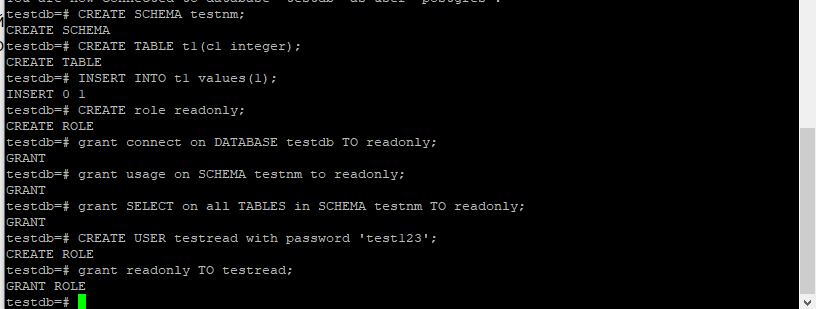 testdb=# CREATE SCHEMA testnm;
CREATE SCHEMA
testdb=# CREATE TABLE t1(c1 integer);
CREATE TABLE
testdb=# INSERT INTO t1 values(1);
INSERT 0 1
testdb=# CREATE role readonly;
CREATE ROLE
testdb=# grant connect on DATABASE testdb TO readonly;
GRANT
testdb=# grant usage on SCHEMA testnm to readonly;
GRANT
testdb=# grant SELECT on all TABLES in SCHEMA testnm TO readonly;
GRANT
testdb=# CREATE USER testread with password 'test123';
CREATE ROLE
testdb=# grant readonly TO testread;
GRANT ROLE
testdb=#